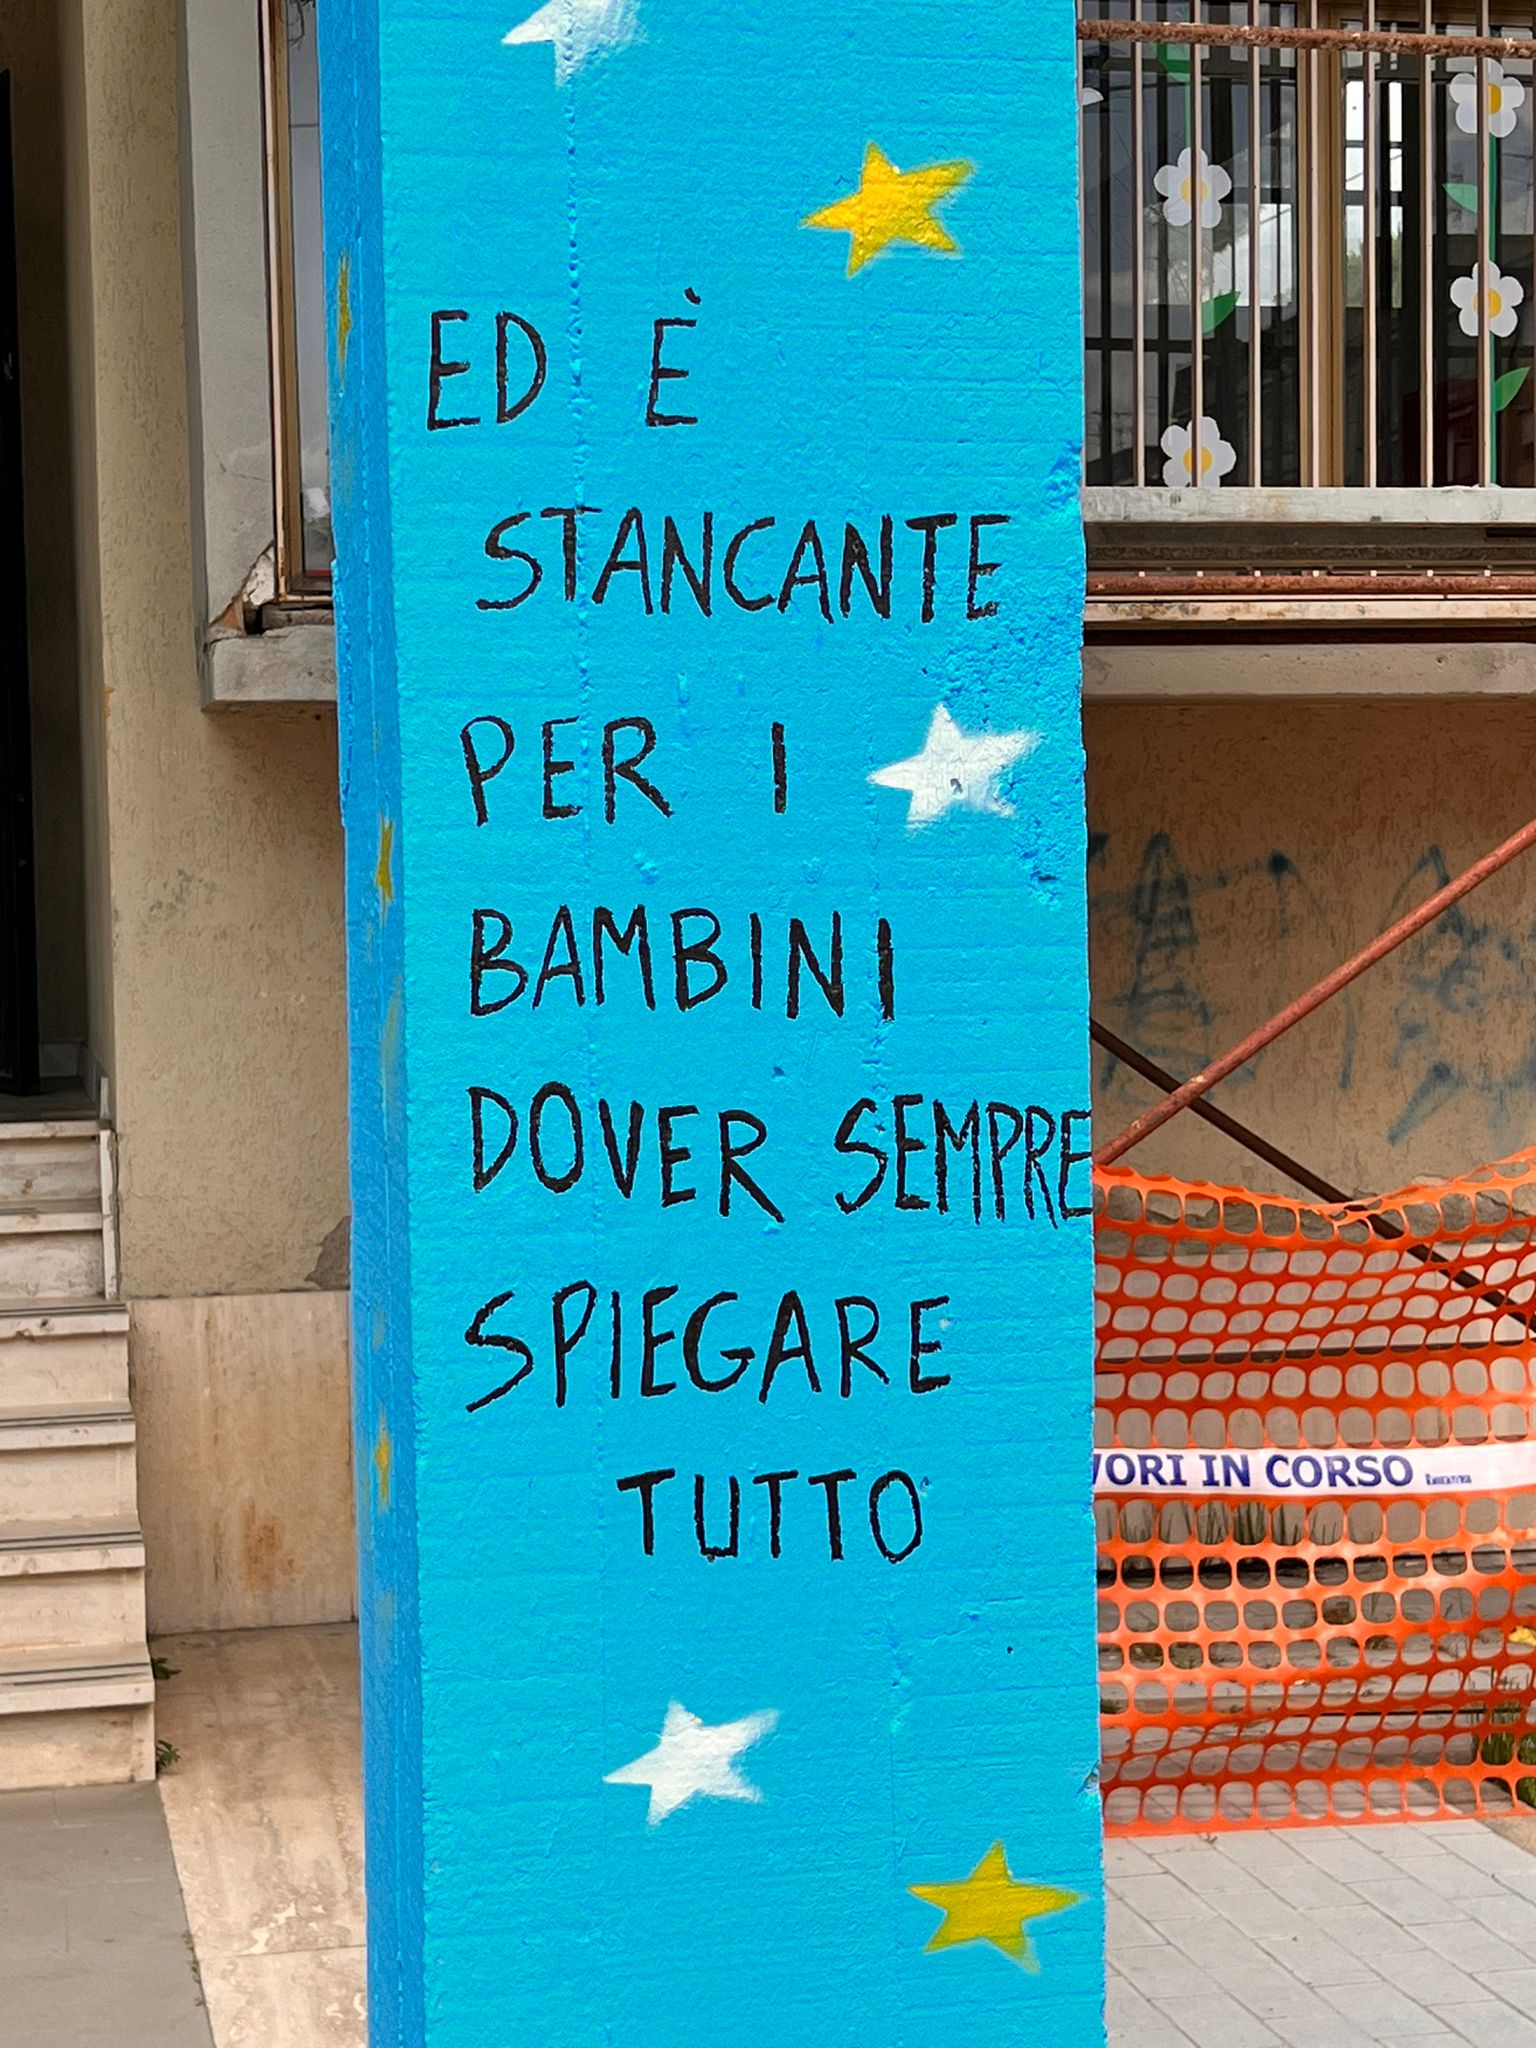 ED È
STANCANTE
PER I
BAMBINI
DOVER SEMPRE
SPIEGARE
TUTTO
VORI IN CORSO